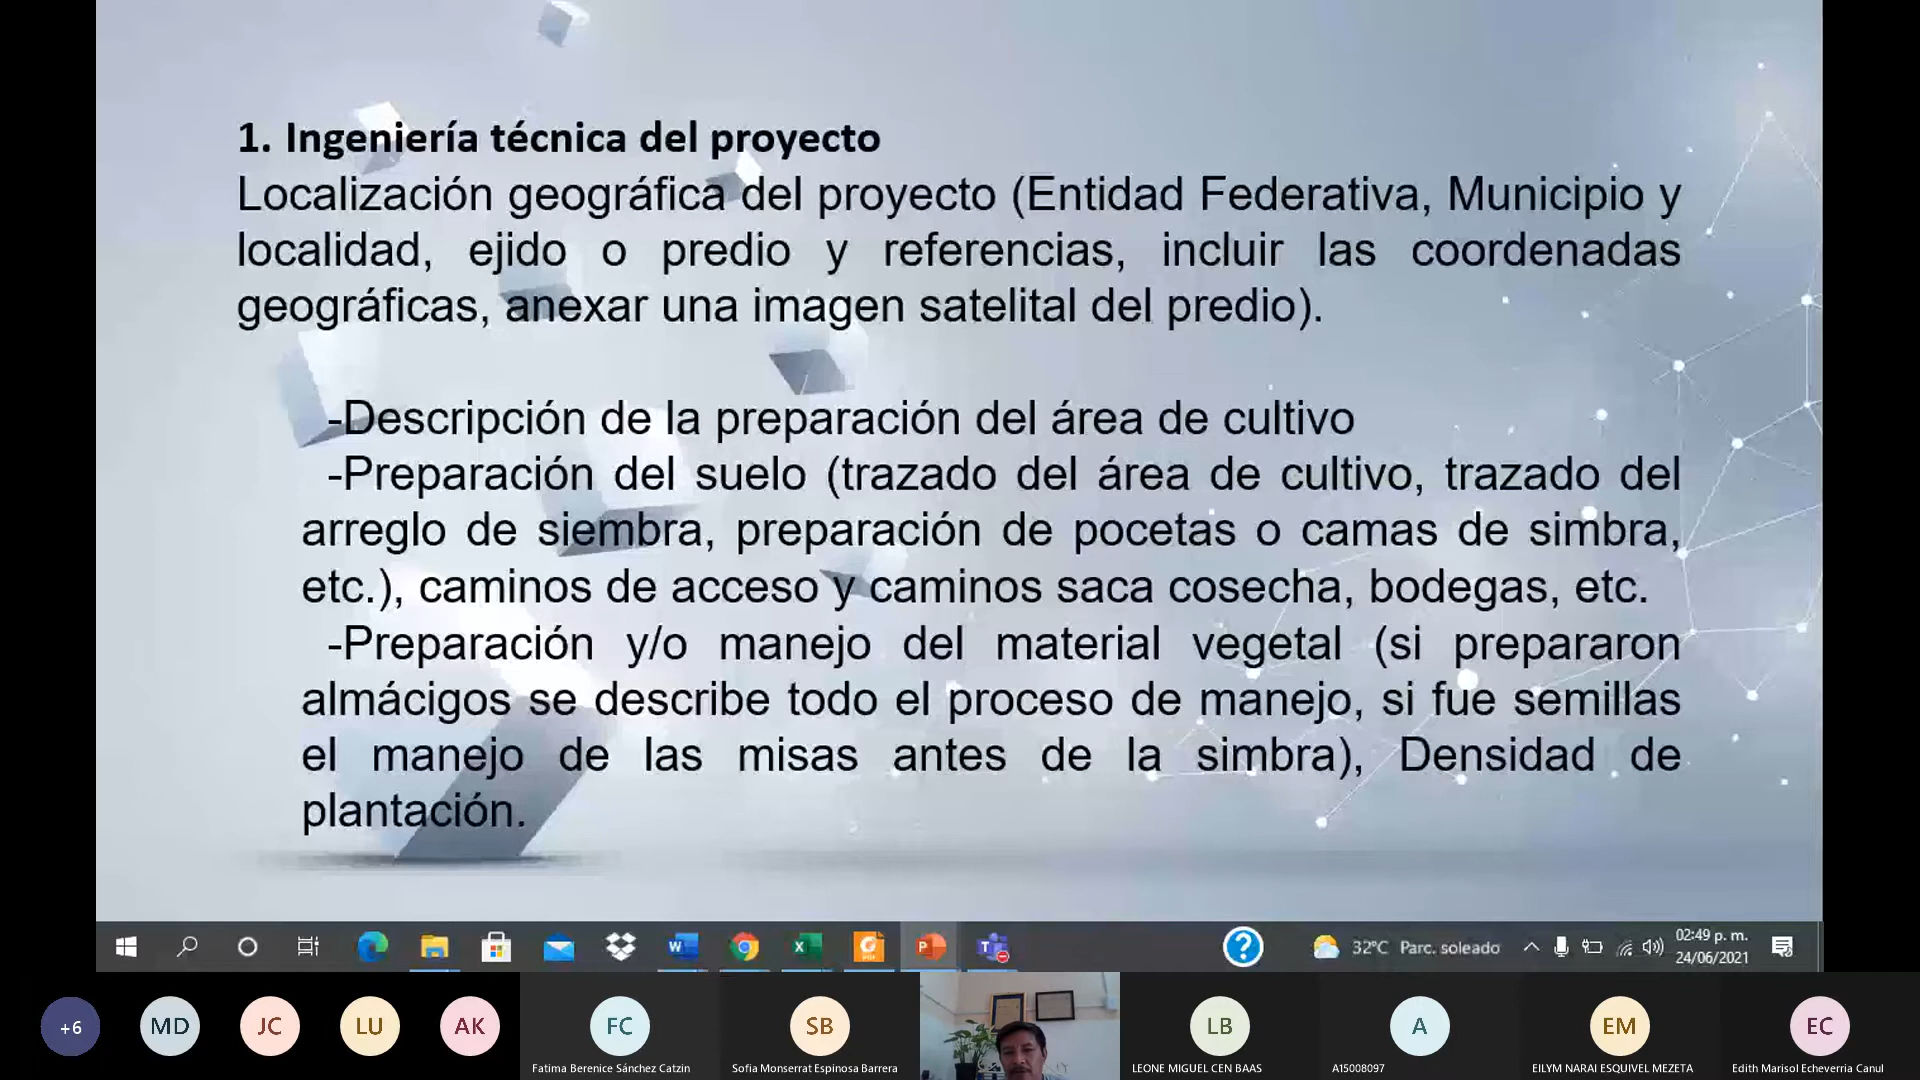 1. Ingeniería técnica del proyecto
Localización geográfica del proyecto (Entidad Federativa, Municipio y
localidad, ejido o predio y referencias, incluir las coordenadas
geográficas, anexar una imagen satelital del predio).
-Descripción de la preparación del área de cultivo
-Preparación del suelo (trazado del área de cultivo, trazado del
arreglo de siembra, preparación de pocetas o camas de simbra,
etc.), caminos de acceso y caminos saca cosecha, bodegas, etc.
-Preparación y/o manejo del material vegetal (si prepararon
almácigos se describe todo el proceso de manejo, si fue semillas
el manejo de las misas antes de la simbra), Densidad de
plantación.
32°C Parc. soleado
02:49 p. m.
24/06/2021
+6
MD
JC
LU
AK
FC
SB
LB
A
EM
EC
Fatima Berenice Sánchez Catzin
Sofia Monserrat Espinosa Barrera
LEONE MIGUEL CEN BAAS
A15008097
EILYM NARAI ESQUIVEL MEZETA
Edith Marisol Echeverria Canul